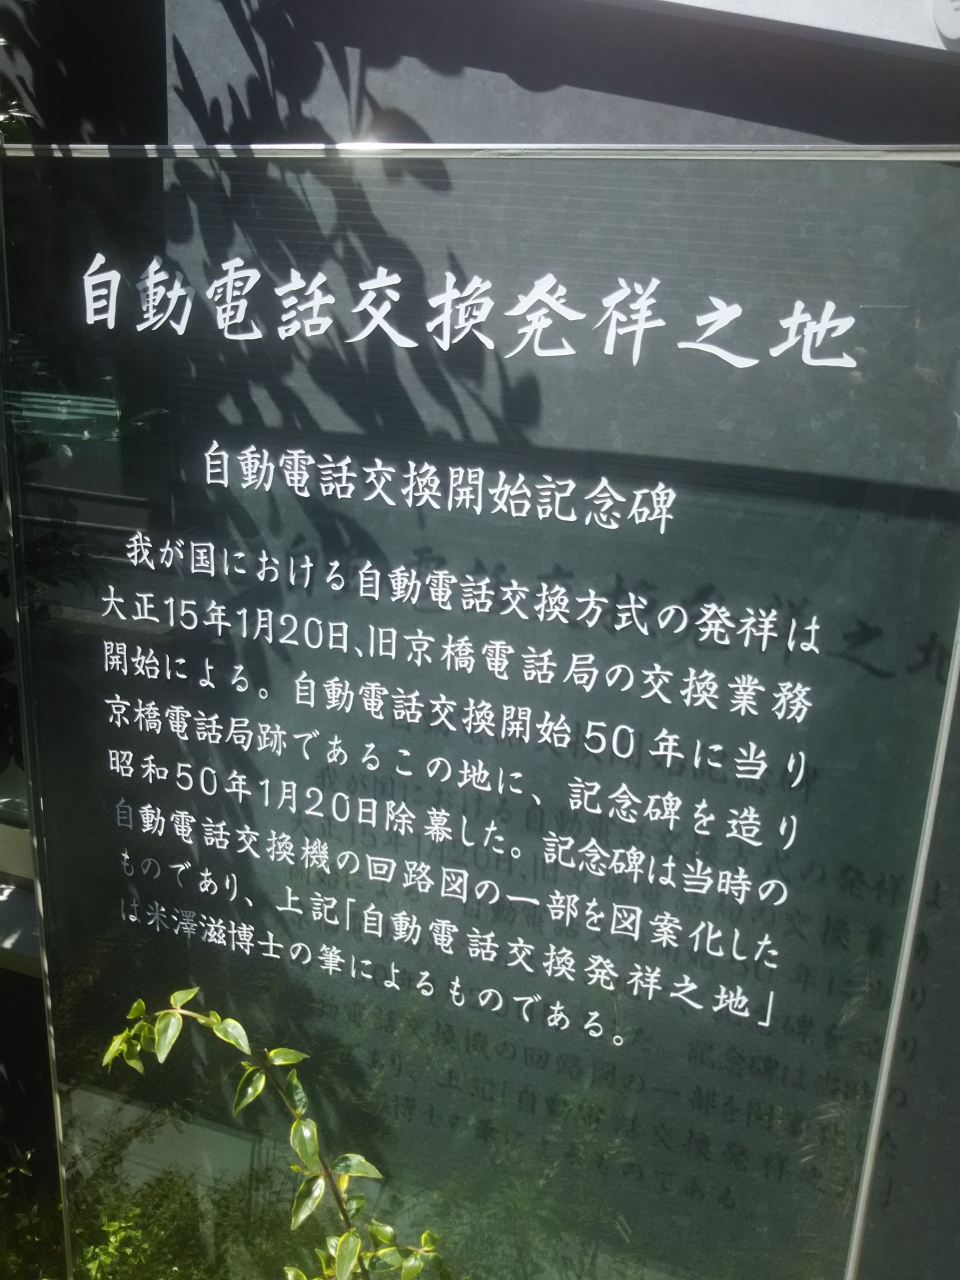 自動電話交換発祥之地
自動電話交換開始記念碑
我が国における自動電話交換方式の発祥は
大正15年1月20日、旧京橋電話局の交換業務
開始による。自動電話交換開始50年に当り
京橋電話局跡であるこの地に、記念碑を造り
昭和50年1月20日除幕した。記念碑は当時の
自動電話交換機の回路図の一部を図案化した
ものであり、上記「自動電話交換発祥之地」
は米澤滋博士の筆によるものである。